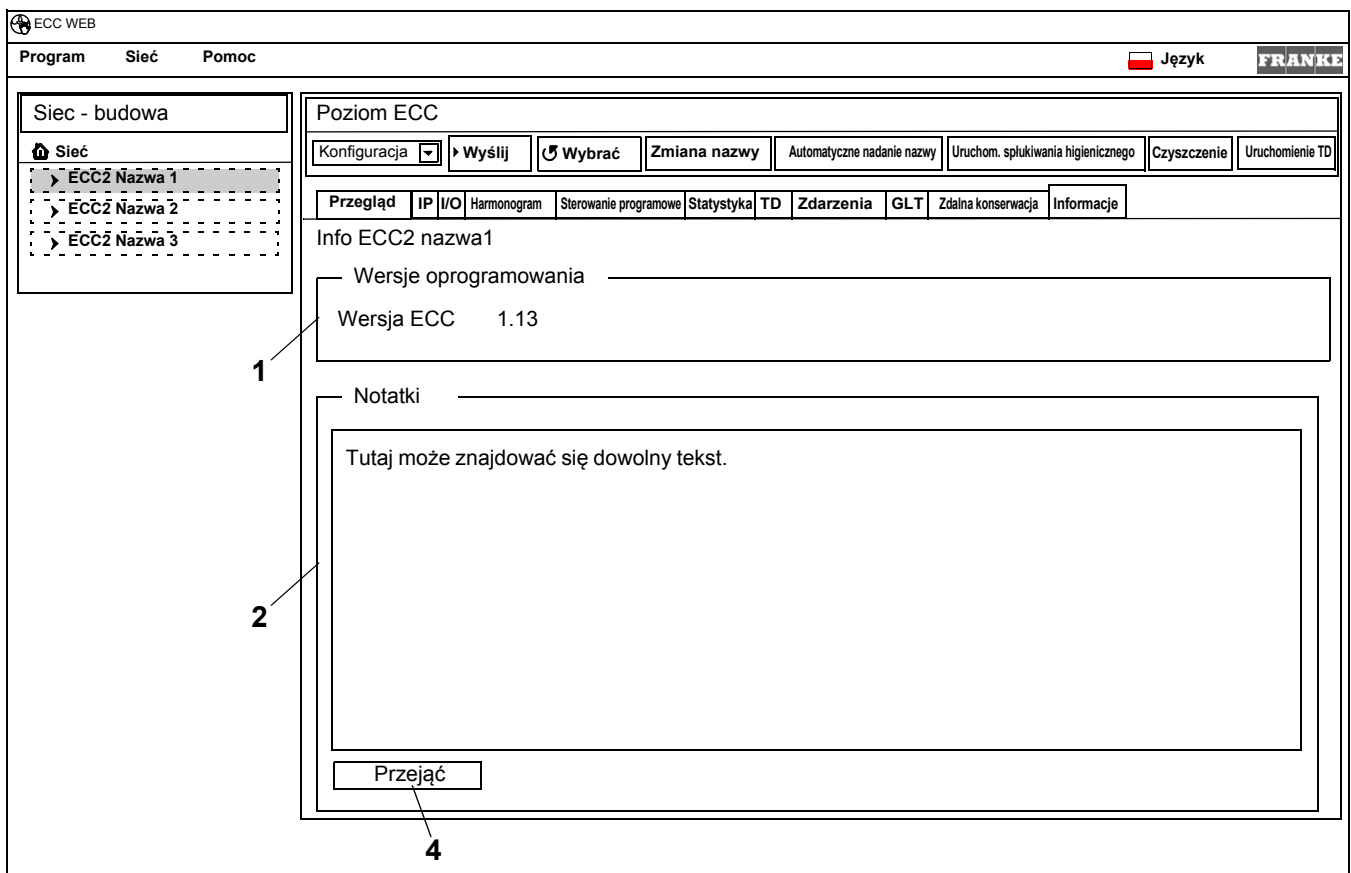 ECC WEB
Program Sieć Pomoc Język FRANKE
Siec - budowa
Sieć
ECC2 Nazwa 1
ECC2 Nazwa 2
ECC2 Nazwa 3
Poziom ECC
Konfiguracja Wyślij Wybrać Zmiana nazwy Automatyczne nadanie nazwy Uruchom. spłukiwania higienicznego Czyszczenie Uruchomienie TD
Przegląd IP I/O Harmonogram Sterowanie programowe Statystyka TD Zdarzenia GLT Zdalna konserwacja Informacje
Info ECC2 nazwa1
Wersje oprogramowania
Wersja ECC 1.13
1
Notatki
Tutaj może znajdować się dowolny tekst.
2
Przejąć
4